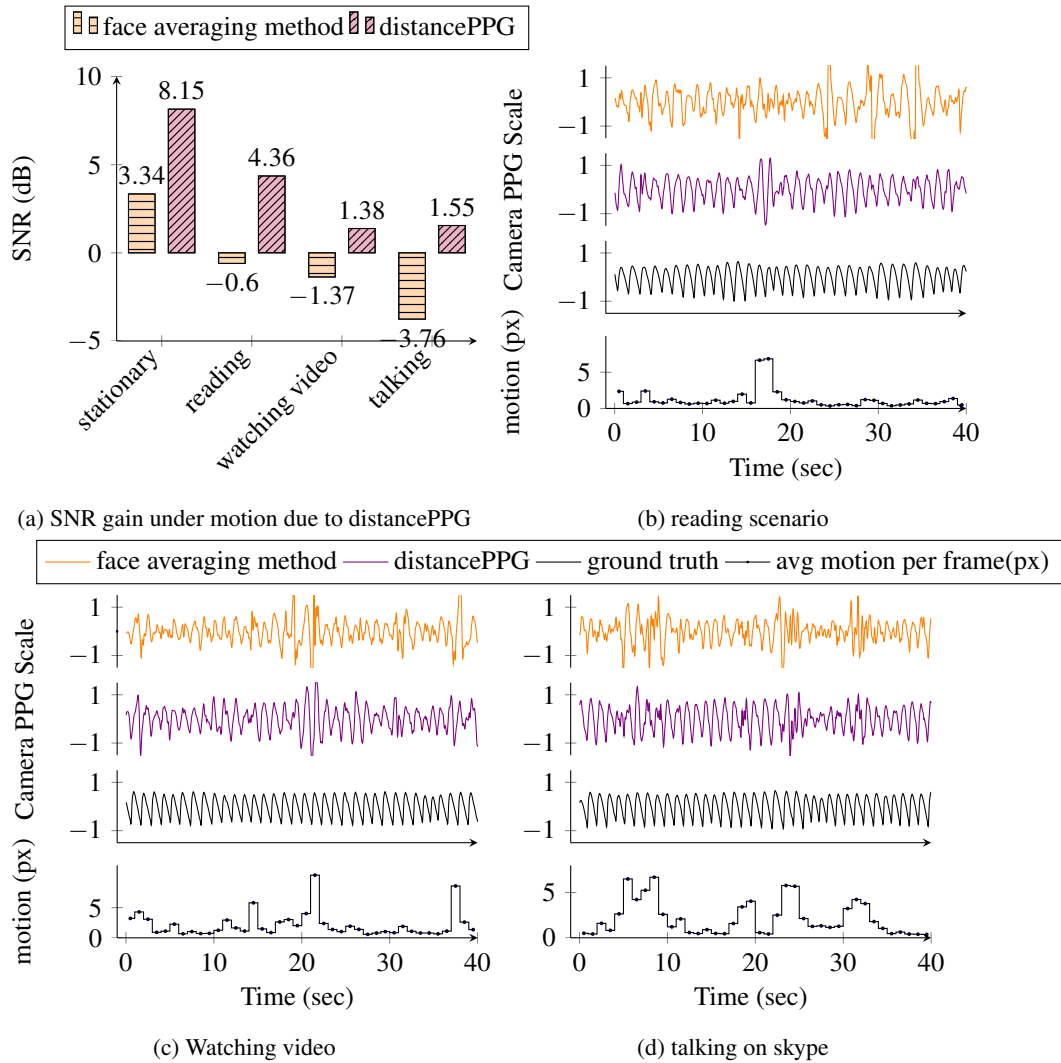 face averaging method distancePPG
10
5
0
−5
SNR (dB)
3.34
8.15
−0.6
4.36
−1.37
1.38
−3.76
1.55
stationary
reading
watching video
talking
(a) SNR gain under motion due to distancePPG
Camera PPG Scale
1
−1
1
−1
1
−1
motion (px)
5
0
0 10 20 30 40
Time (sec)
(b) reading scenario
face averaging method distancePPG ground truth avg motion per frame(px)
Camera PPG Scale
1
−1
1
−1
1
−1
motion (px)
5
0
0 10 20 30 40
Time (sec)
(c) Watching video
1
−1
1
−1
1
−1
5
0
0 10 20 30 40
Time (sec)
(d) talking on skype